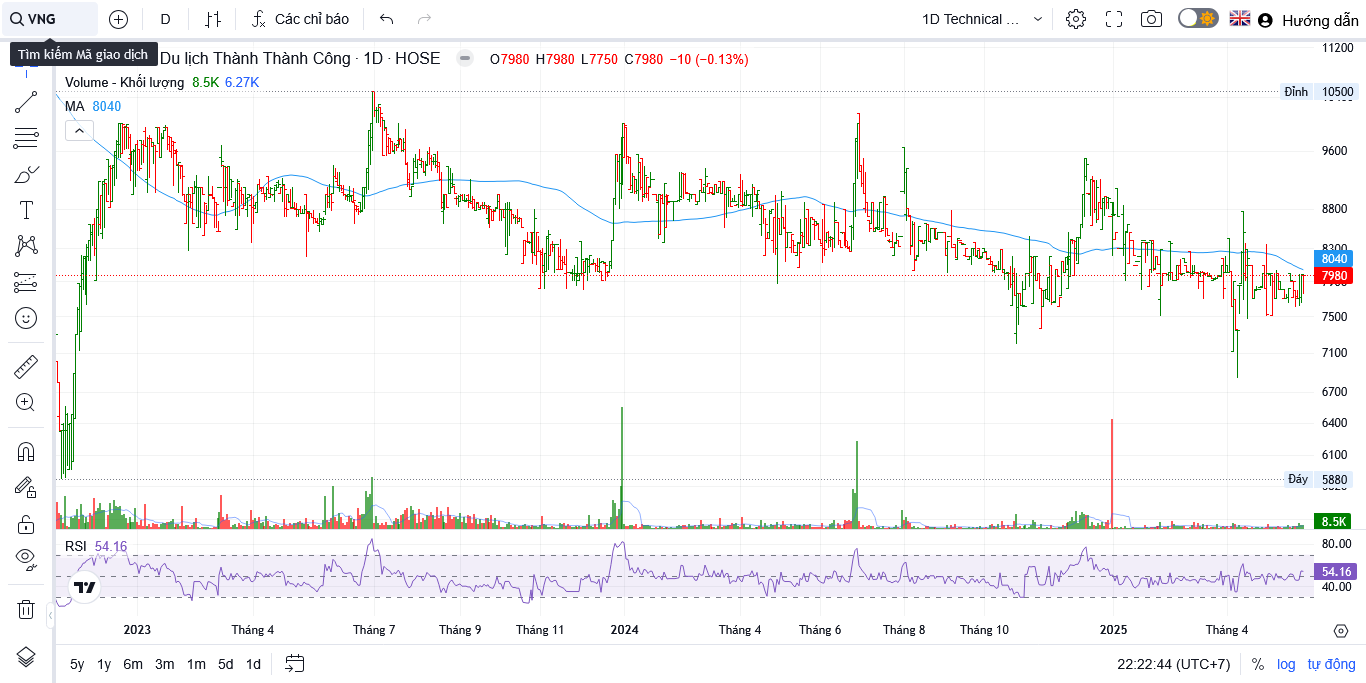 VNG
D
Các chỉ báo
1D Technical ...
Hướng dẫn
Tìm kiếm Mã giao dịch
Du lịch Thành Thành Công · 1D · HOSE
O7980 H7980 L7750 C7980 −10 (−0.13%)
Volume - Khối lượng 8.5K 6.27K
MA 8040
11200
Đỉnh 10500
9600
8800
8300
8040
7980
7500
7100
6700
6400
6100
Đáy 5880
8.5K
RSI 54.16
80.00
54.16
40.00
2023 Tháng 4 Tháng 7 Tháng 9 Tháng 11 2024 Tháng 4 Tháng 6 Tháng 8 Tháng 10 2025 Tháng 4
5y 1y 6m 3m 1m 5d 1d
22:22:44 (UTC+7) % log tự động